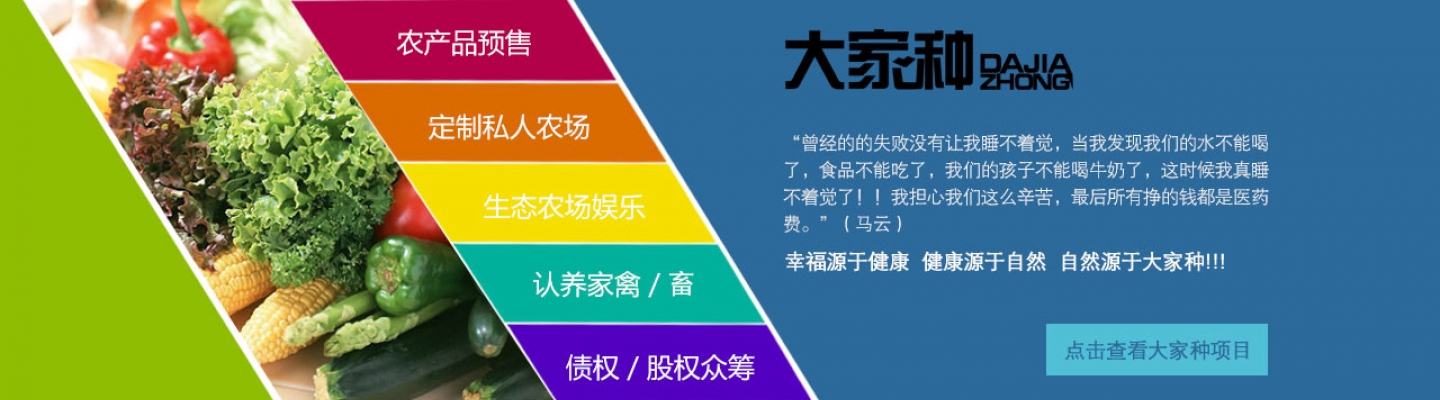 农产品预售
定制私人农场
生态农场娱乐
认养家禽 / 畜
债权 / 股权众筹
大家种 DAJIA
ZHONG
“曾经的的失败没有让我睡不着觉，当我发现我们的水不能喝
了，食品不能吃了，我们的孩子不能喝牛奶了，这时候我真睡
不着觉了！！我担心我们这么辛苦，最后所有挣的钱都是医药
费。”（马云）
幸福源于健康 健康源于自然 自然源于大家种!!!
点击查看大家种项目